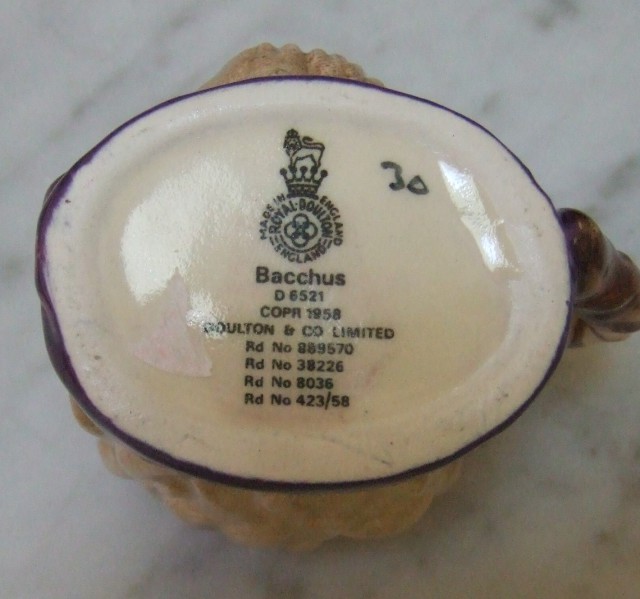 30
MADE IN ENGLAND
ROYAL DOULTON
ENGLAND
Bacchus
D 6521
COPR 1958
DOULTON & CO LIMITED
Rd No 889570
Rd No 38226
Rd No 8036
Rd No 423/58